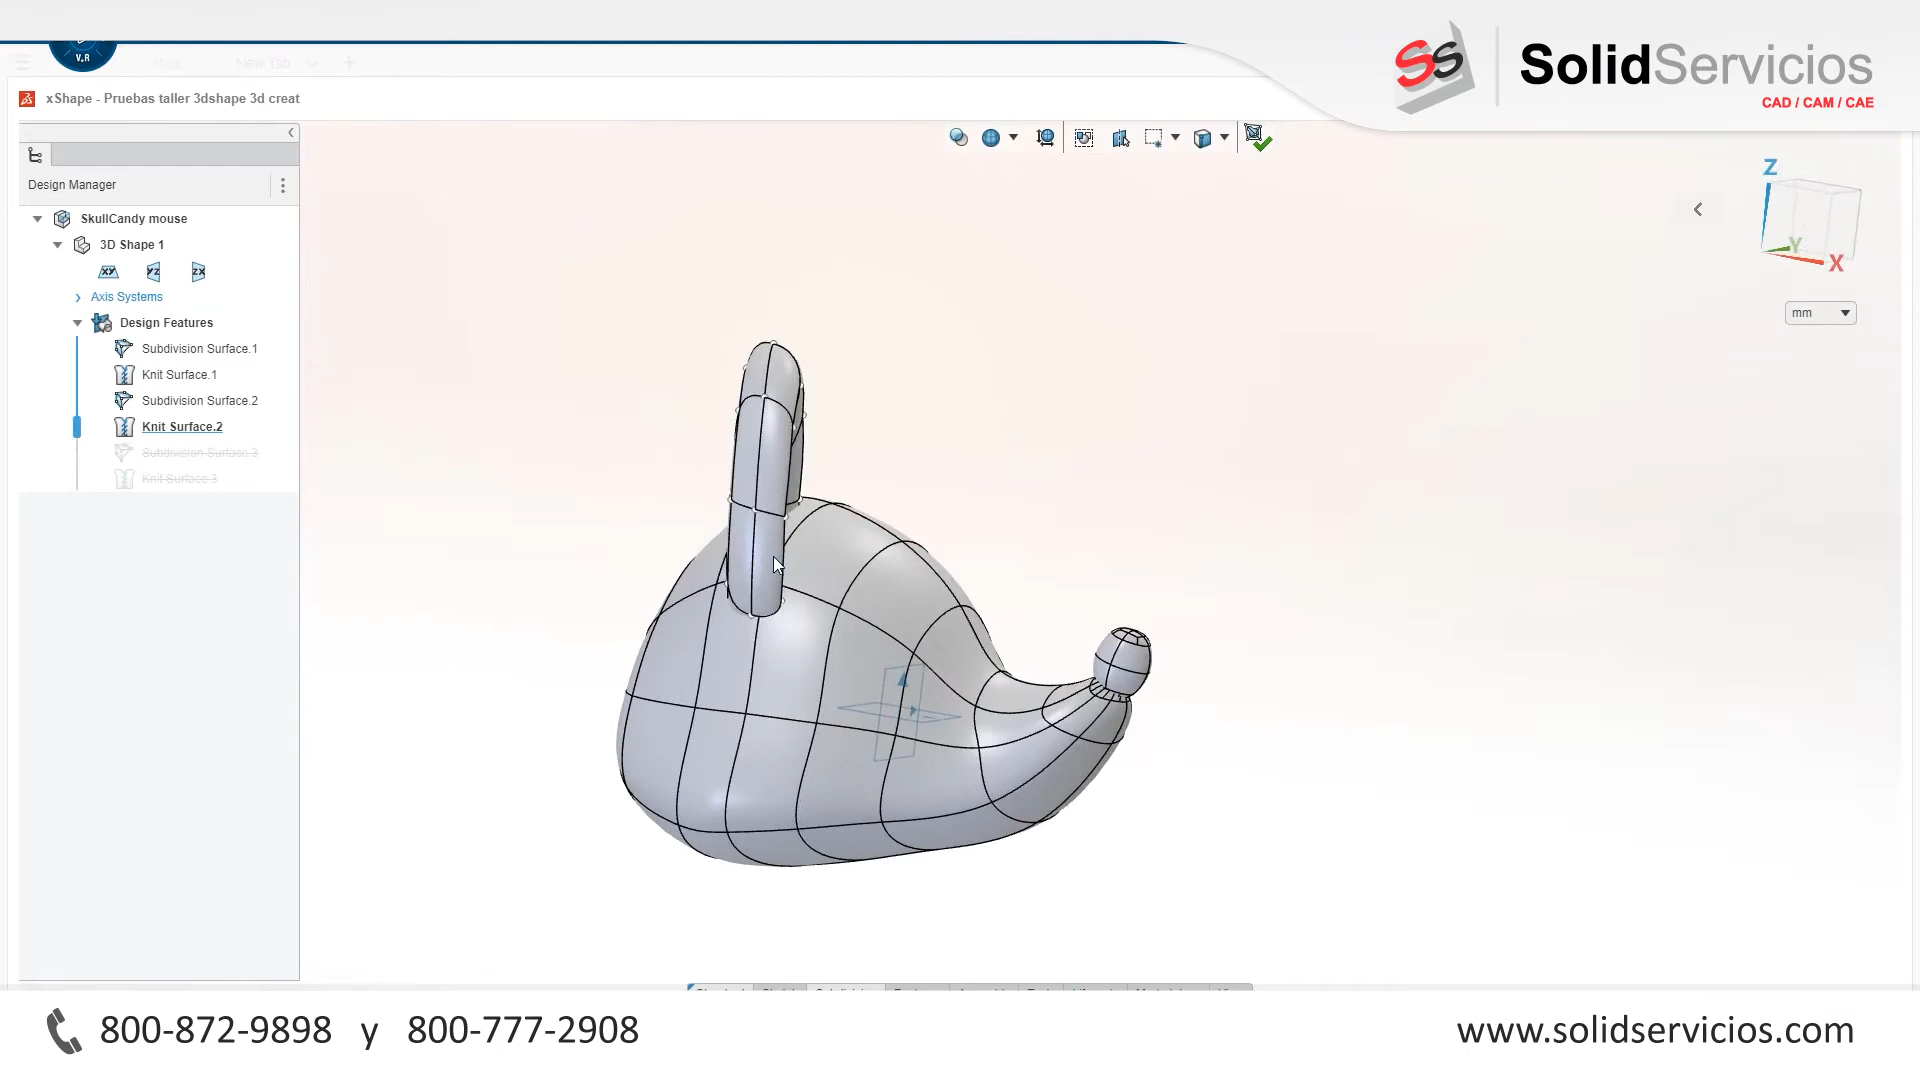 V.R
New Tab
SolidServicios
CAD / CAM / CAE
xShape - Pruebas taller 3dshape 3d creat
Design Manager
SkullCandy mouse
3D Shape 1
XY YZ ZX
Axis Systems
Design Features
Subdivision Surface.1
Knit Surface.1
Subdivision Surface.2
Knit Surface.2
Subdivision Surface.3
Knit Surface.3
Z
Y
X
mm
800-872-9898 y 800-777-2908
www.solidservicios.com